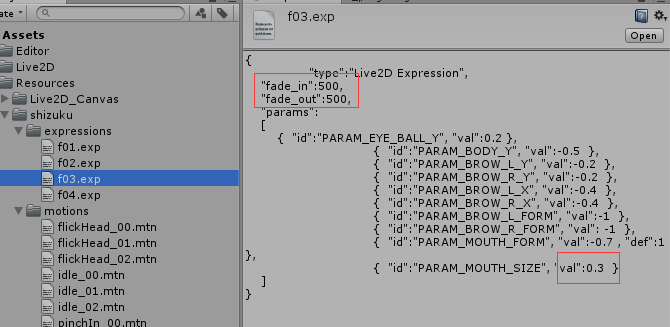 ate
f03.exp
Open
Assets
Editor
Live2D
Resources
Live2D_Canvas
shizuku
expressions
f01.exp
f02.exp
f03.exp
f04.exp
motions
flickHead_00.mtn
flickHead_01.mtn
flickHead_02.mtn
idle_00.mtn
idle_01.mtn
idle_02.mtn
pinchIn_00.mtn
{
"type":"Live2D Expression",
"fade_in":500,
"fade_out":500,
"params":
[
{ "id":"PARAM_EYE_BALL_Y", "val":0.2 },
{ "id":"PARAM_BODY_Y", "val":-0.5 },
{ "id":"PARAM_BROW_L_Y", "val":-0.2 },
{ "id":"PARAM_BROW_R_Y", "val":-0.2 },
{ "id":"PARAM_BROW_L_X", "val":-0.4 },
{ "id":"PARAM_BROW_R_X", "val":-0.4 },
{ "id":"PARAM_BROW_L_FORM", "val":-1 },
{ "id":"PARAM_BROW_R_FORM", "val": -1 },
{ "id":"PARAM_MOUTH_FORM", "val":-0.7 , "def":1
},
{ "id":"PARAM_MOUTH_SIZE", "val":0.3 }
]
}